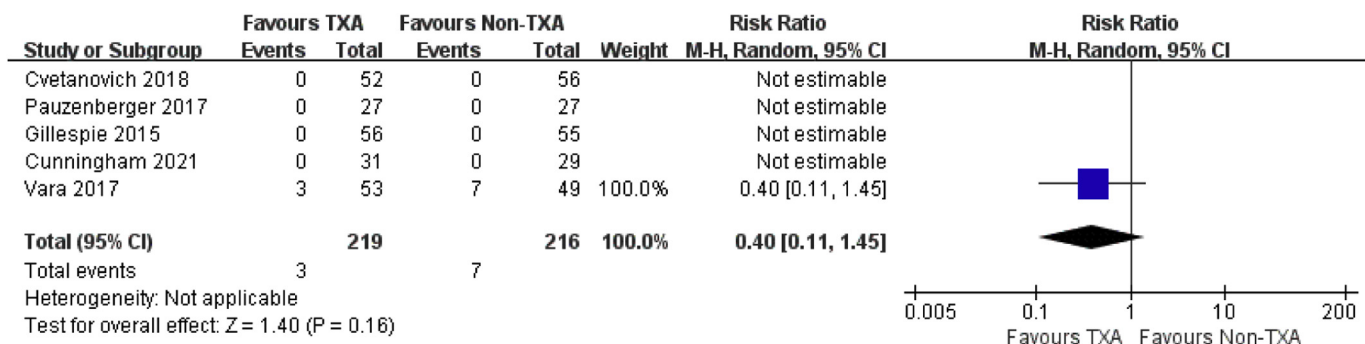 Favours TXA Favours Non-TXA Risk Ratio Risk Ratio
Study or Subgroup Events Total Events Total Weight M-H, Random, 95% CI M-H, Random, 95% CI
Cvetanovich 2018 0 52 0 56 Not estimable
Pauzenberger 2017 0 27 0 27 Not estimable
Gillespie 2015 0 56 0 55 Not estimable
Cunningham 2021 0 31 0 29 Not estimable
Vara 2017 3 53 7 49 100.0% 0.40 [0.11, 1.45]
Total (95% CI) 219 216 100.0% 0.40 [0.11, 1.45]
Total events 3 7
Heterogeneity: Not applicable
Test for overall effect: Z = 1.40 (P = 0.16)
0.005 0.1 1 10 200
Favours TXA Favours Non-TXA